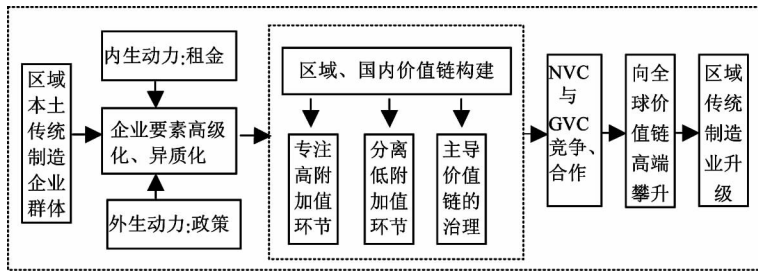 区域
本土
传统
制造
企业
群体
内生动力:租金
企业要素高级
化、异质化
外生动力:政策
区域、国内价值链构建
专注
高附
加值
环节
分离
低附
加值
环节
主导
价值
链的
治理
NVC
与
GVC
竞争、
合作
向全
球价
值链
高端
攀升
区域
传统
制造
业升
级